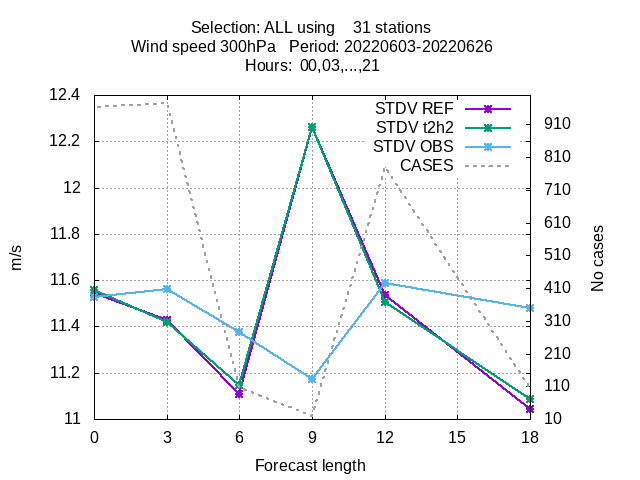 Selection: ALL using    31 stations
Wind speed 300hPa   Period: 20220603-20220626
Hours:  00,03,...,21
STDV REF
STDV t2h2
STDV OBS
CASES
12.4
12.2
12
11.8
11.6
11.4
11.2
11
m/s
910
810
710
610
510
410
310
210
110
10
No cases
0 3 6 9 12 15 18
Forecast length